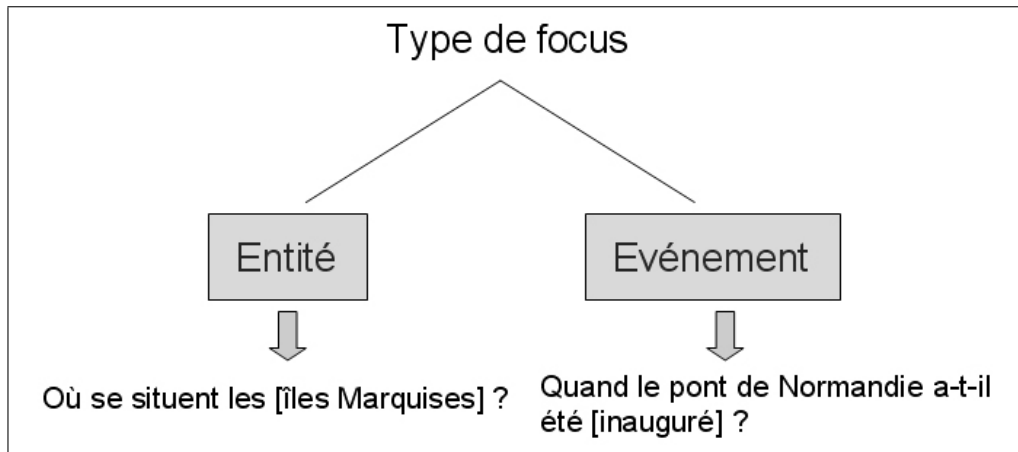 Type de focus
Entité
Evénement
Où se situent les [îles Marquises] ?
Quand le pont de Normandie a-t-il
été [inauguré] ?